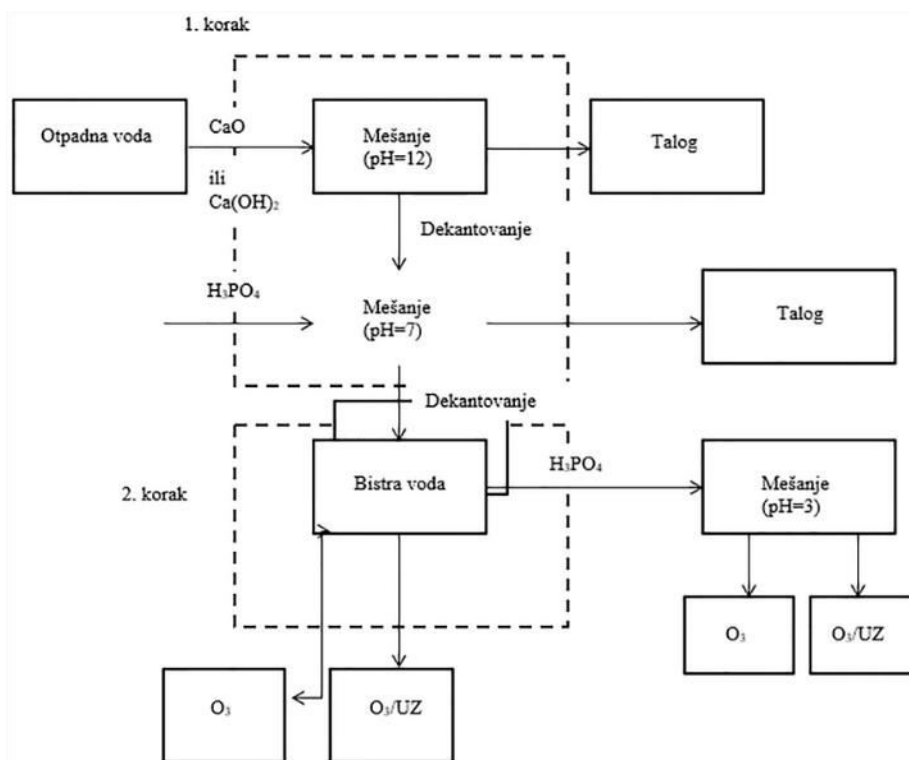 1. korak
Otpadna voda
CaO
ili
Ca(OH)₂
Mešanje
(pH=12)
Talog
Dekantovanje
H₃PO₄
Mešanje
(pH=7)
Talog
Dekantovanje
2. korak
Bistra voda
H₃PO₄
Mešanje
(pH=3)
O₃
O₃/UZ
O₃
O₃/UZ